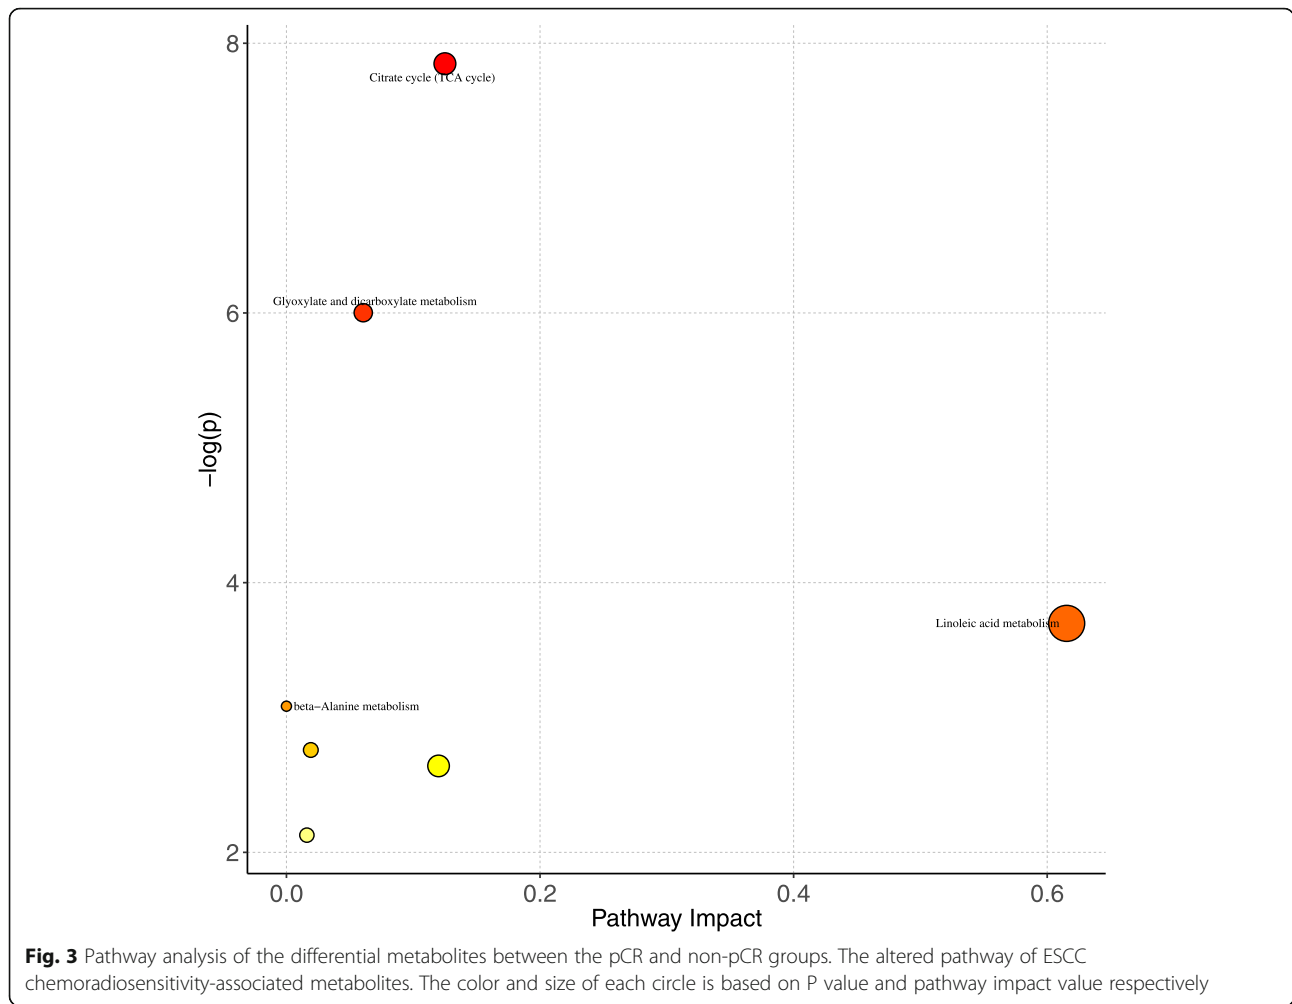 8
Citrate cycle (TCA cycle)
Glyoxylate and dicarboxylate metabolism
6
−log(p)
4
Linoleic acid metabolism
beta−Alanine metabolism
2
0.0 0.2 0.4 0.6
Pathway Impact
Fig. 3 Pathway analysis of the differential metabolites between the pCR and non-pCR groups. The altered pathway of ESCC
chemoradiosensitivity-associated metabolites. The color and size of each circle is based on P value and pathway impact value respectively